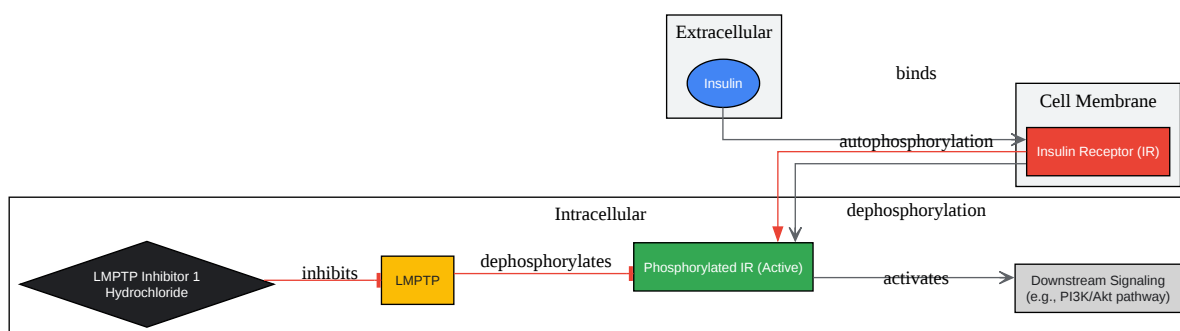 Extracellular
Insulin
binds
Cell Membrane
autophosphorylation
Insulin Receptor (IR)
Intracellular
dephosphorylation
LMPTP Inhibitor 1
Hydrochloride
inhibits
LMPTP
dephosphorylates
Phosphorylated IR (Active)
activates
Downstream Signaling
(e.g., PI3K/Akt pathway)